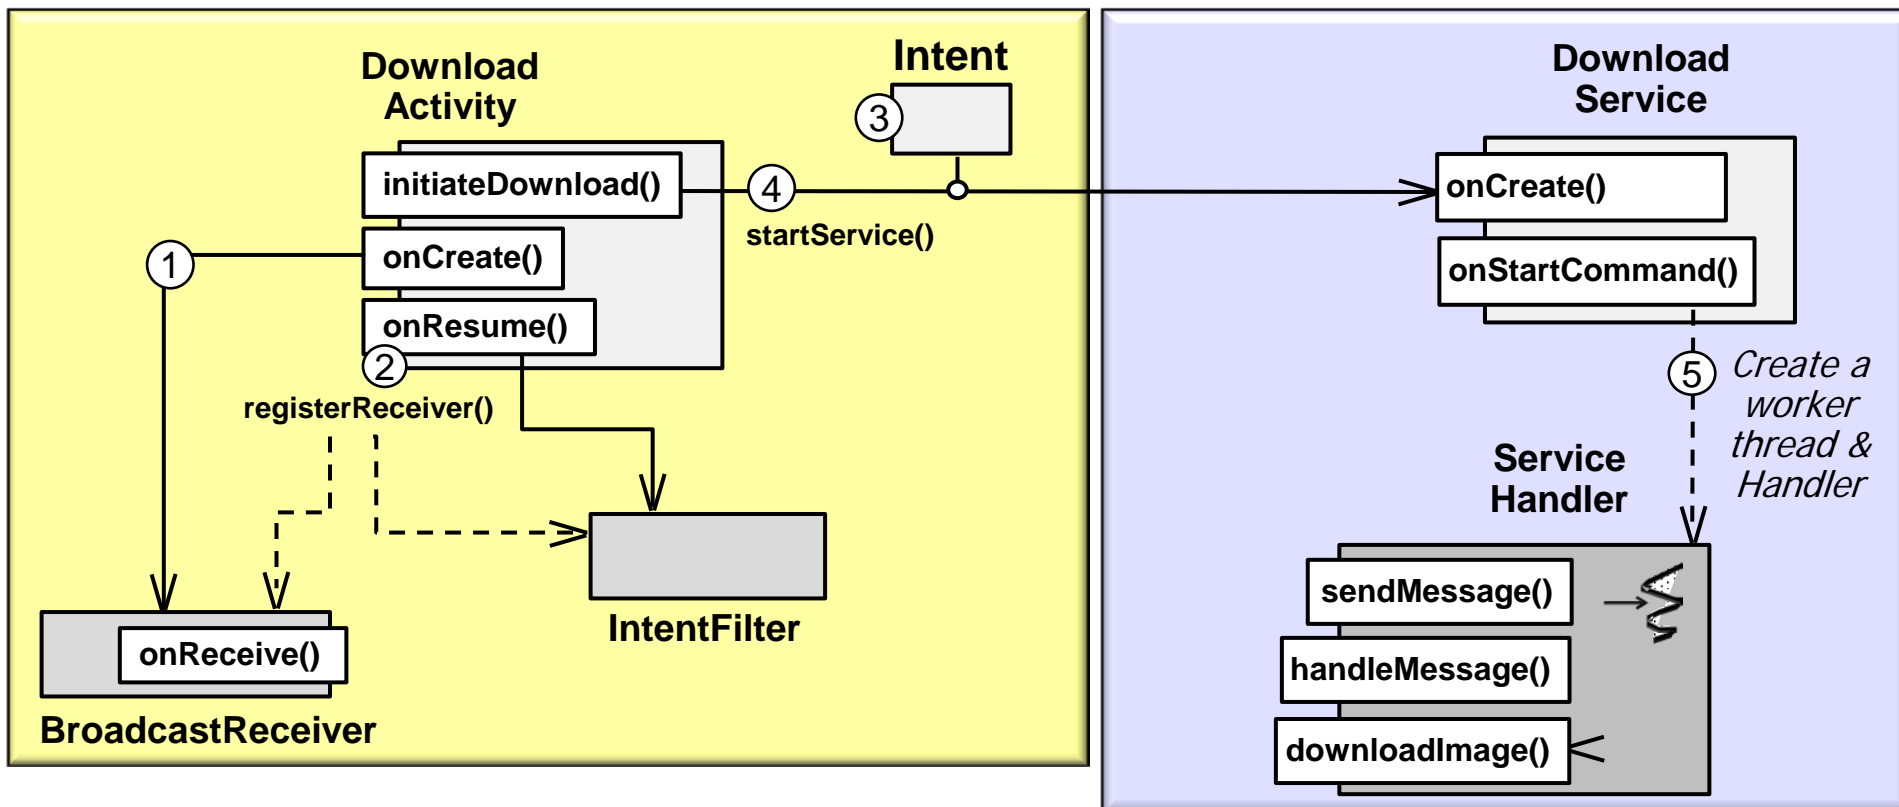 Download
Activity
initiateDownload()
onCreate()
onResume()
1
2
registerReceiver()
Intent
3
4
startService()
IntentFilter
onReceive()
BroadcastReceiver
Download
Service
onCreate()
onStartCommand()
5
Create a
worker
thread &
Handler
Service
Handler
sendMessage()
handleMessage()
downloadImage()